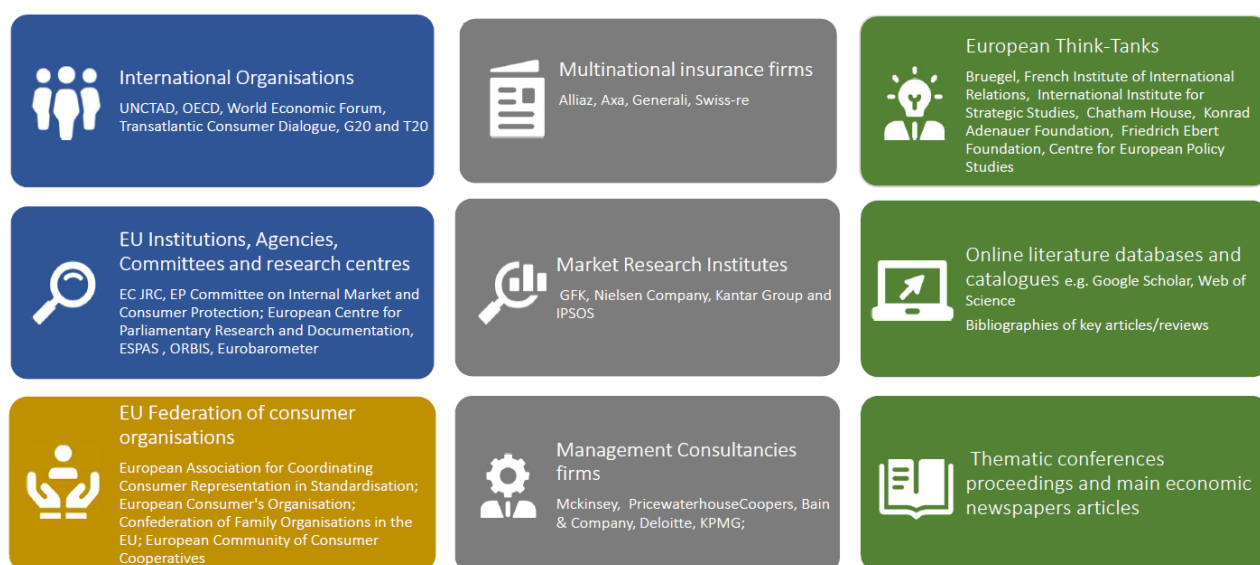 International Organisations
UNCTAD, OECD, World Economic Forum,
Transatlantic Consumer Dialogue, G20 and T20
Multinational insurance firms
Alliaz, Axa, Generali, Swiss-re
European Think-Tanks
Bruegel, French Institute of International
Relations, International Institute for
Strategic Studies, Chatham House, Konrad
Adenauer Foundation, Friedrich Ebert
Foundation, Centre for European Policy
Studies
EU Institutions, Agencies,
Committees and research centres
EC JRC, EP Committee on Internal Market and
Consumer Protection; European Centre for
Parliamentary Research and Documentation,
ESPAS , ORBIS, Eurobarometer
Market Research Institutes
GFK, Nielsen Company, Kantar Group and
IPSOS
Online literature databases and
catalogues e.g. Google Scholar, Web of
Science
Bibliographies of key articles/reviews
EU Federation of consumer
organisations
European Association for Coordinating
Consumer Representation in Standardisation;
European Consumer's Organisation;
Confederation of Family Organisations in the
EU; European Community of Consumer
Cooperatives
Management Consultancies
firms
Mckinsey, PricewaterhouseCoopers, Bain
& Company, Deloitte, KPMG;
Thematic conferences
proceedings and main economic
newspapers articles